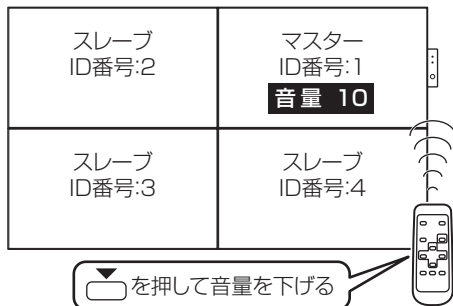 スレーブ
ID番号:2
マスター
ID番号:1
音量 10
スレーブ
ID番号:3
スレーブ
ID番号:4
を押して音量を下げる